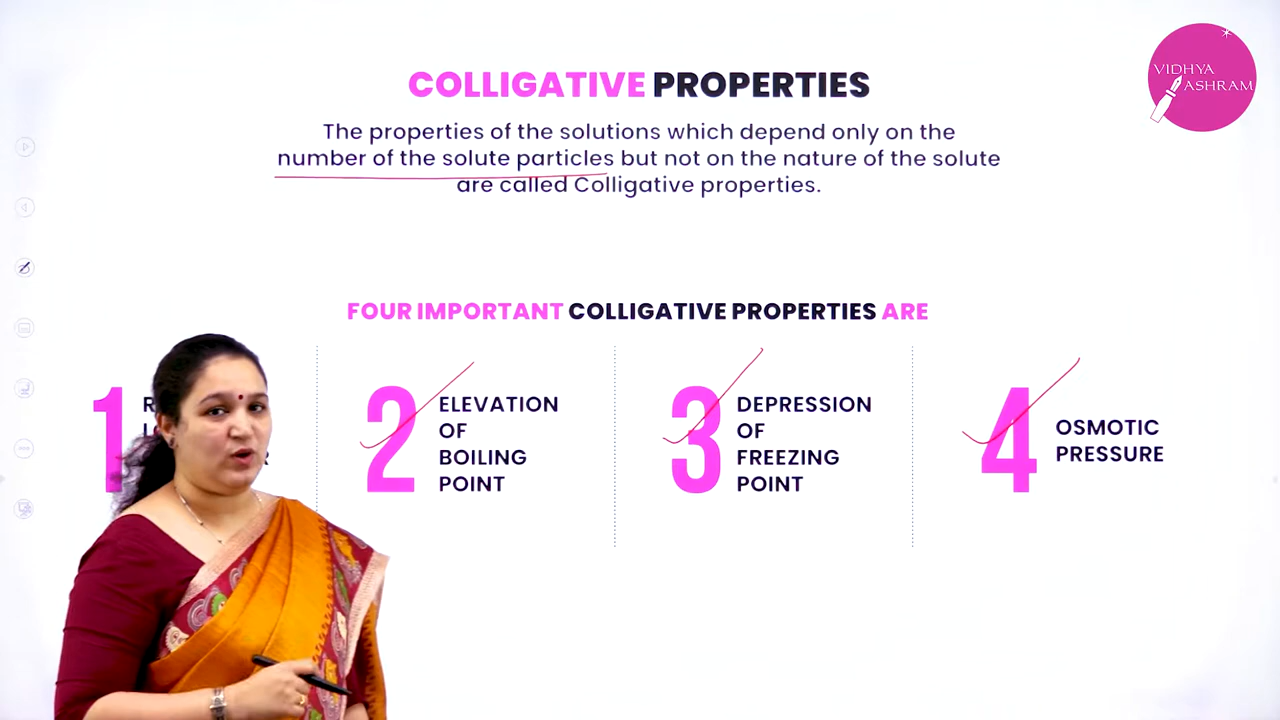 VIDHYA
ASHRAM
COLLIGATIVE PROPERTIES
The properties of the solutions which depend only on the
number of the solute particles but not on the nature of the solute
are called Colligative properties.
FOUR IMPORTANT COLLIGATIVE PROPERTIES ARE
1
2
ELEVATION
OF
BOILING
POINT
3
DEPRESSION
OF
FREEZING
POINT
4
OSMOTIC
PRESSURE